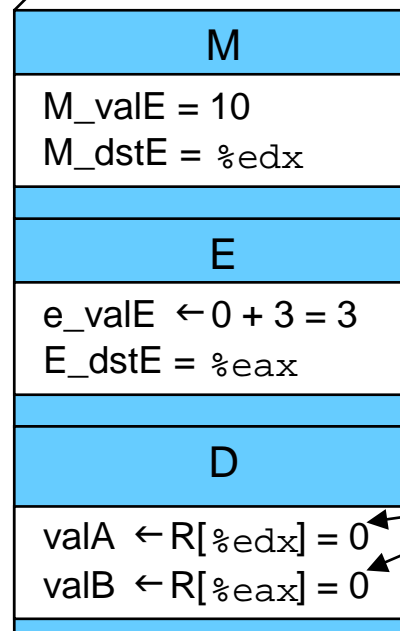 M
M_valE = 10
M_dstE = %edx
E
e_valE ← 0 + 3 = 3
E_dstE = %eax
D
valA ← R[%edx] = 0
valB ← R[%eax] = 0